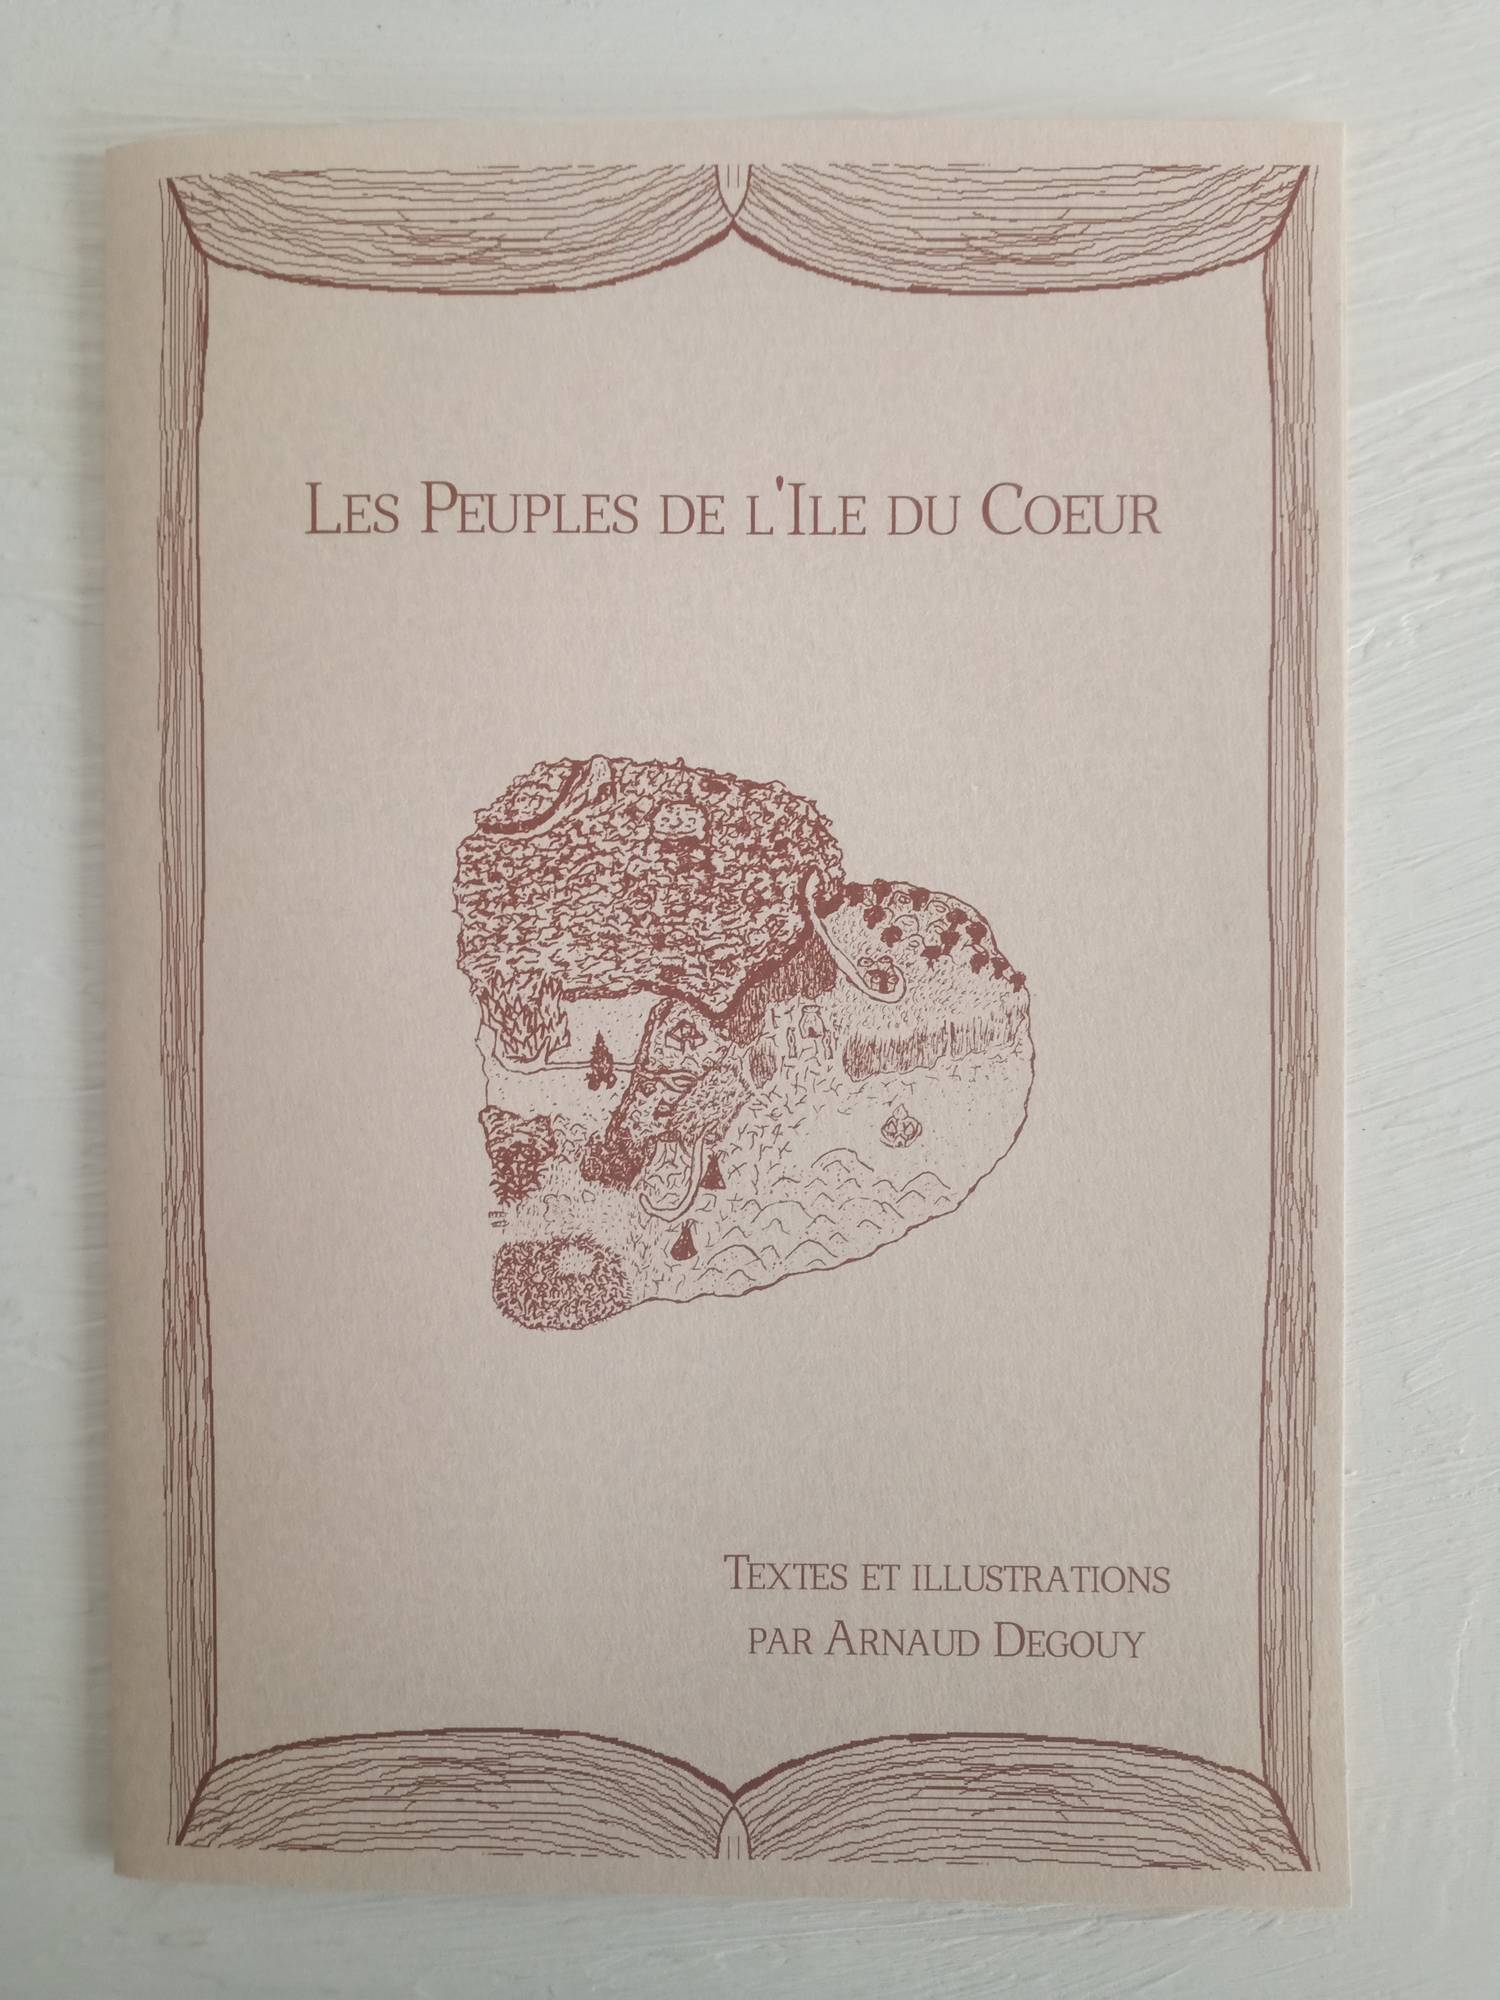 Les Peuples de l'Ile du Coeur
Textes et illustrations
par Arnaud Degouy